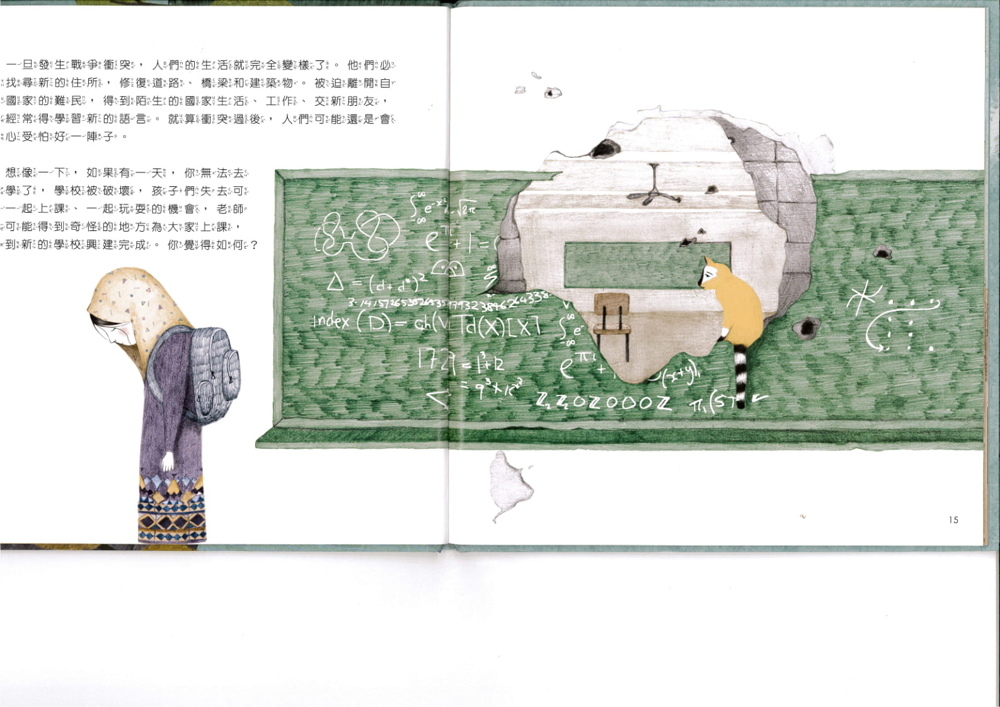 一旦發生戰爭衝突，人們的生活就完全變樣了。他們必
找尋新的住所，修復道路、橋梁和建築物。被迫離開自
國家的難民，得到陌生的國家生活、工作、交新朋友，
經常得學習新的語言。就算衝突過後，人們可能還是會
心受怕好一陣子。
想像一下，如果有一天，你無法去
學了，學校被破壞，孩子們失去可
一起上課、一起玩耍的機會，老師
可能得到奇怪的地方為大家上課，
到新的學校興建完成。你覺得如何？
e^πi + 1 =
Δ = (d+d*)²
index (D) = ch(V) Td(X)[X]
1729 = 1³+12
= 9³+
e^πi +
(x+y)
15